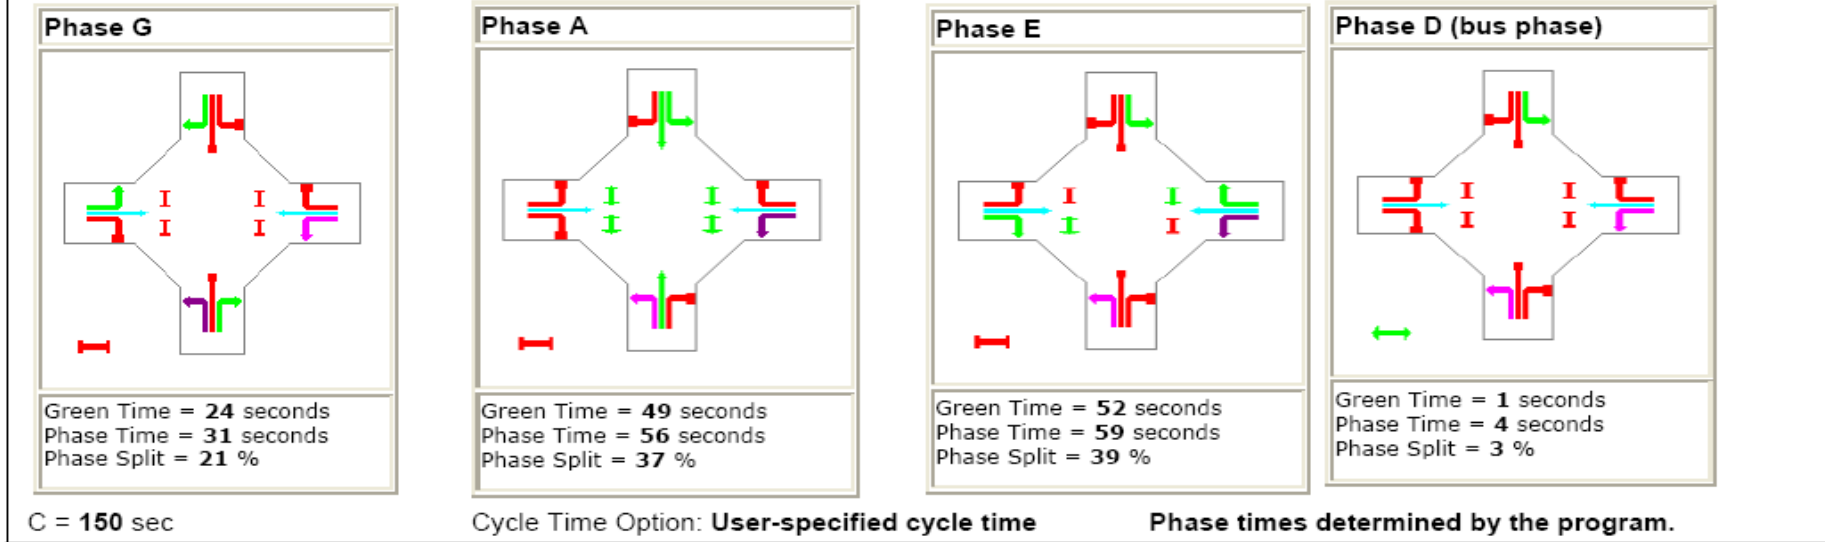 Phase G
Green Time = 24 seconds
Phase Time = 31 seconds
Phase Split = 21 %
Phase A
Green Time = 49 seconds
Phase Time = 56 seconds
Phase Split = 37 %
Phase E
Green Time = 52 seconds
Phase Time = 59 seconds
Phase Split = 39 %
Phase D (bus phase)
Green Time = 1 seconds
Phase Time = 4 seconds
Phase Split = 3 %
C = 150 sec
Cycle Time Option: User-specified cycle time
Phase times determined by the program.